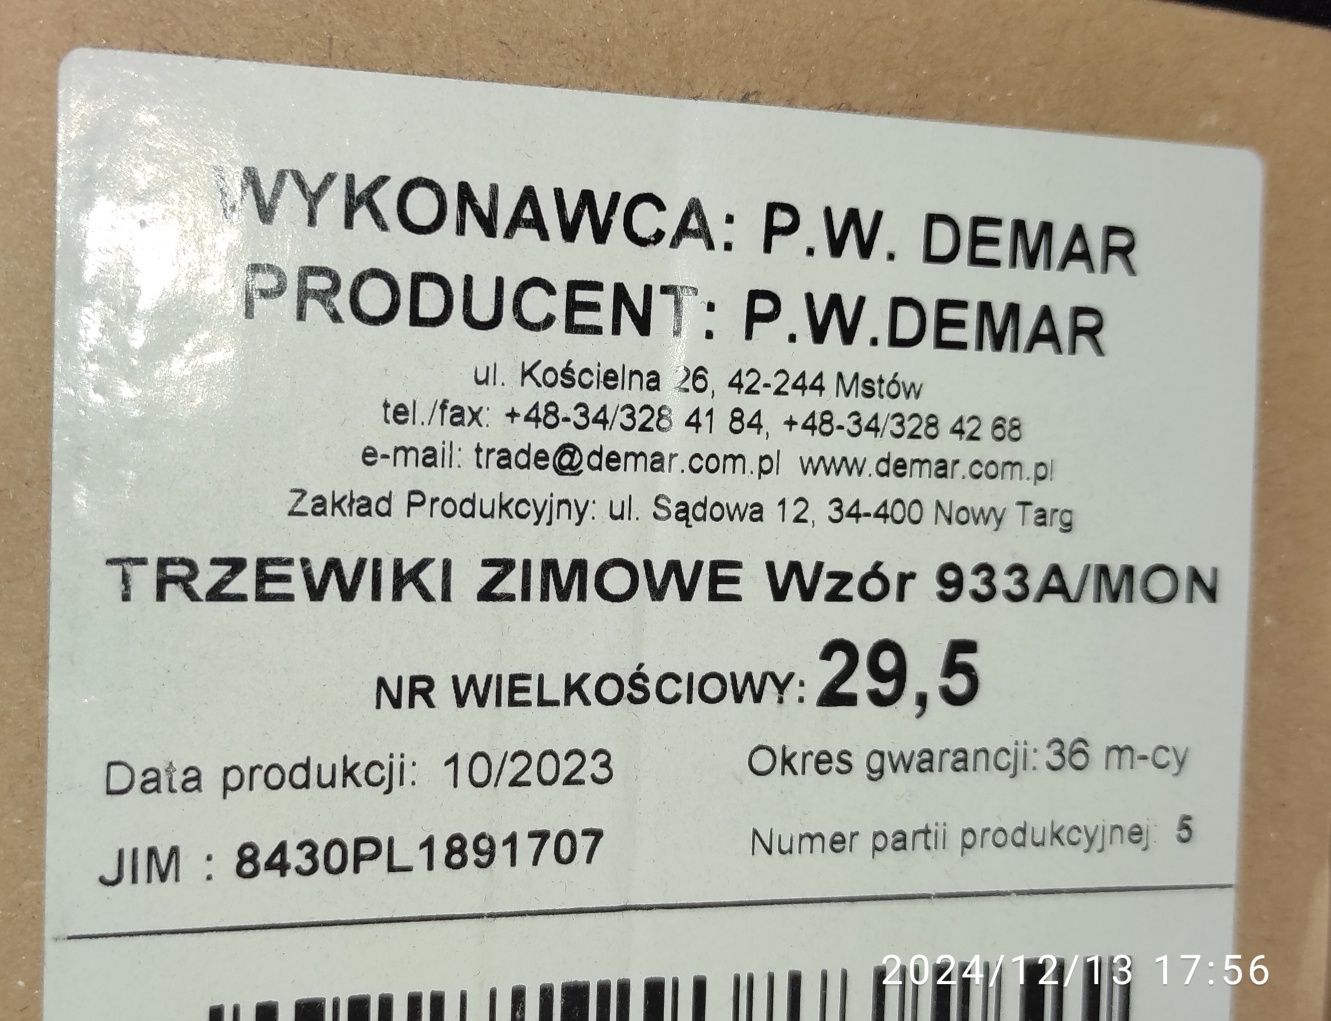 WYKONAWCA: P.W. DEMAR
PRODUCENT: P.W.DEMAR
ul. Kościelna 26, 42-244 Mstów
tel./fax: +48-34/328 41 84, +48-34/328 42 68
e-mail: trade@demar.com.pl www.demar.com.pl
Zakład Produkcyjny: ul. Sądowa 12, 34-400 Nowy Targ
TRZEWIKI ZIMOWE Wzór 933A/MON
NR WIELKOŚCIOWY: 29,5
Data produkcji: 10/2023 Okres gwarancji: 36 m-cy
JIM : 8430PL1891707 Numer partii produkcyjnej: 5
2024/12/13 17:56